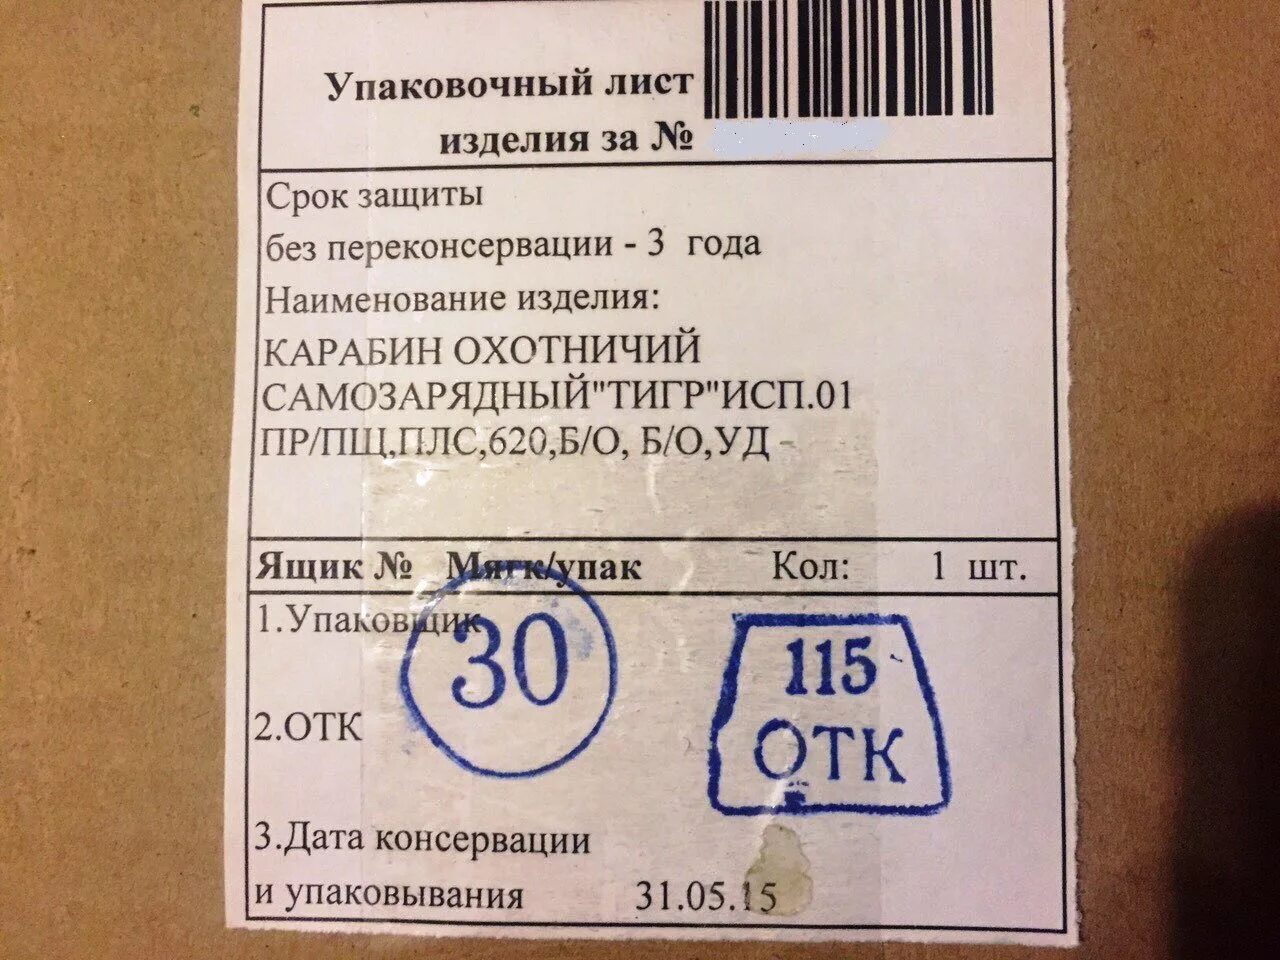 Упаковочный лист
изделия за №
Срок защиты
без переконсервации - 3 года
Наименование изделия:
КАРАБИН ОХОТНИЧИЙ
САМОЗАРЯДНЫЙ"ТИГР"ИСП.01
ПР/ПЩ,ПЛС,620,Б/О, Б/О,УД
Ящик № Мягк/упак Кол: 1 шт.
1.Упаковщик
30
115
ОТК
2.ОТК
3.Дата консервации
и упаковывания 31.05.15